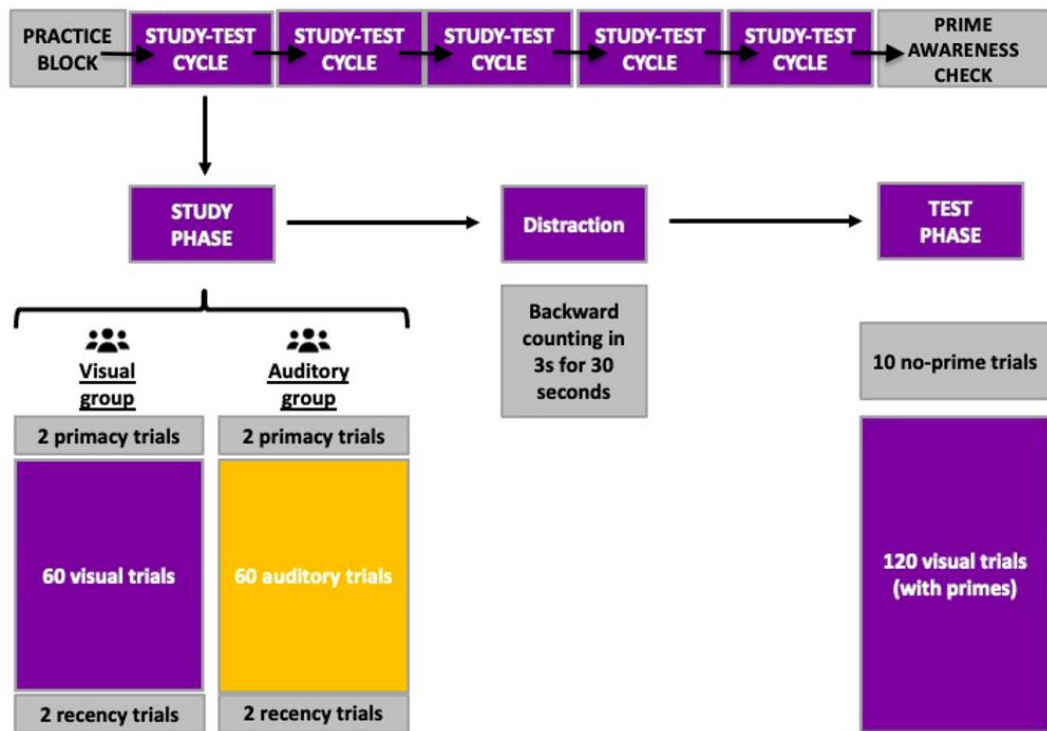 PRACTICE
BLOCK
STUDY-TEST
CYCLE
STUDY-TEST
CYCLE
STUDY-TEST
CYCLE
STUDY-TEST
CYCLE
STUDY-TEST
CYCLE
PRIME
AWARENESS
CHECK
STUDY
PHASE
Distraction
TEST
PHASE
Backward
counting in
3s for 30
seconds
Visual
group
Auditory
group
10 no-prime trials
2 primacy trials
2 primacy trials
60 visual trials
60 auditory trials
120 visual trials
(with primes)
2 recency trials
2 recency trials